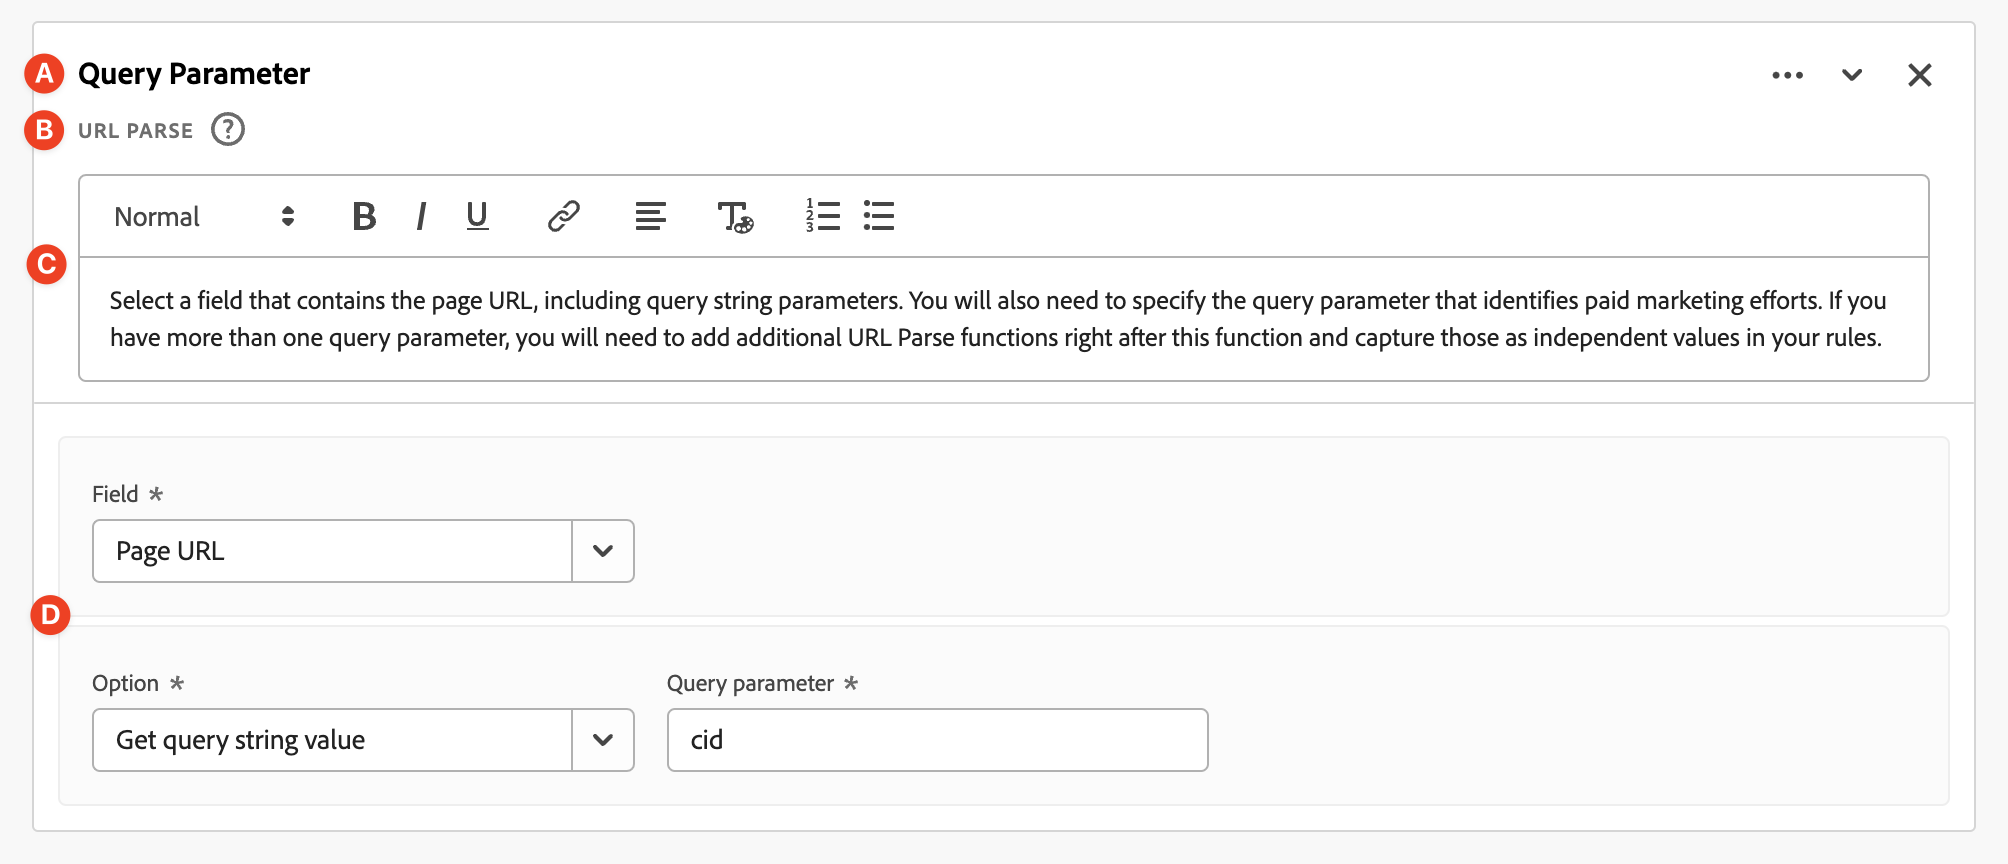 A Query Parameter
B URL PARSE ?
Normal B I U
C
Select a field that contains the page URL, including query string parameters. You will also need to specify the query parameter that identifies paid marketing efforts. If you
have more than one query parameter, you will need to add additional URL Parse functions right after this function and capture those as independent values in your rules.
Field *
Page URL
D
Option * Query parameter *
Get query string value cid